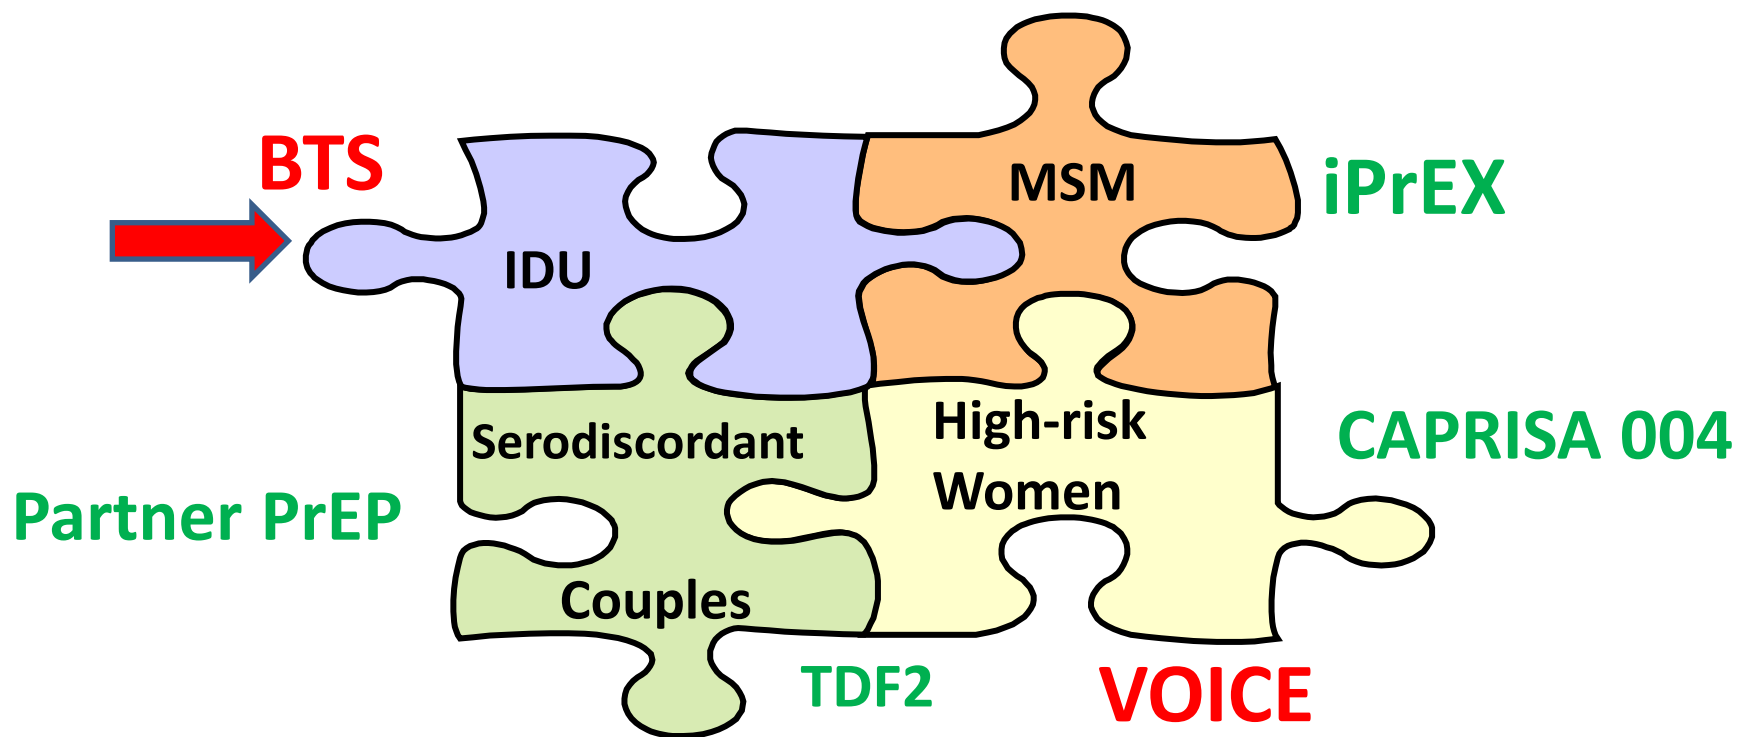 BTS
MSM
iPrEX
IDU
Serodiscordant
High-risk
Women
CAPRISA 004
Partner PrEP
Couples
TDF2
VOICE